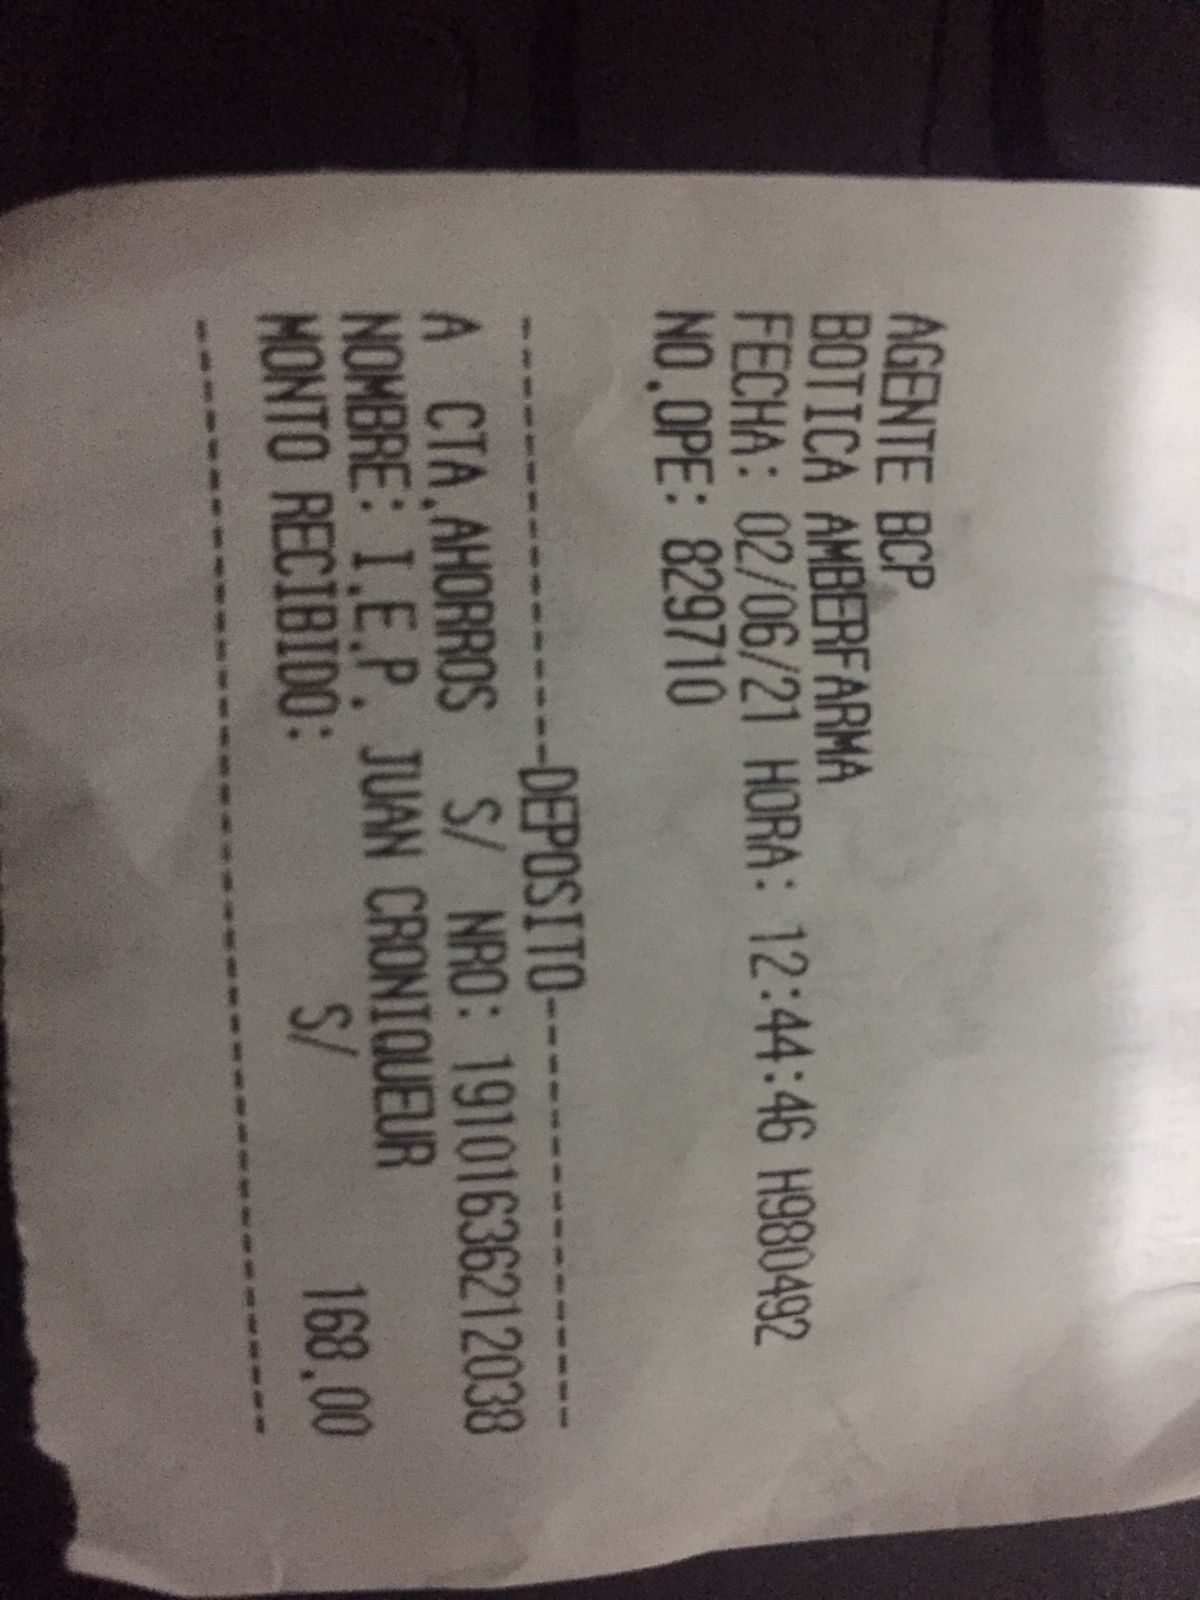 AGENTE BCP
BOTICA AMBERFARMA
FECHA: 02/06/21 HORA: 12:44:46 H980492
NO.OPE: 829710
---------------DEPOSITO---------------
A CTA.AHORROS S/ NRO: 19101636212038
NOMBRE: I.E.P. JUAN CRONIQUEUR
MONTO RECIBIDO: S/ 168.00
--------------------------------------